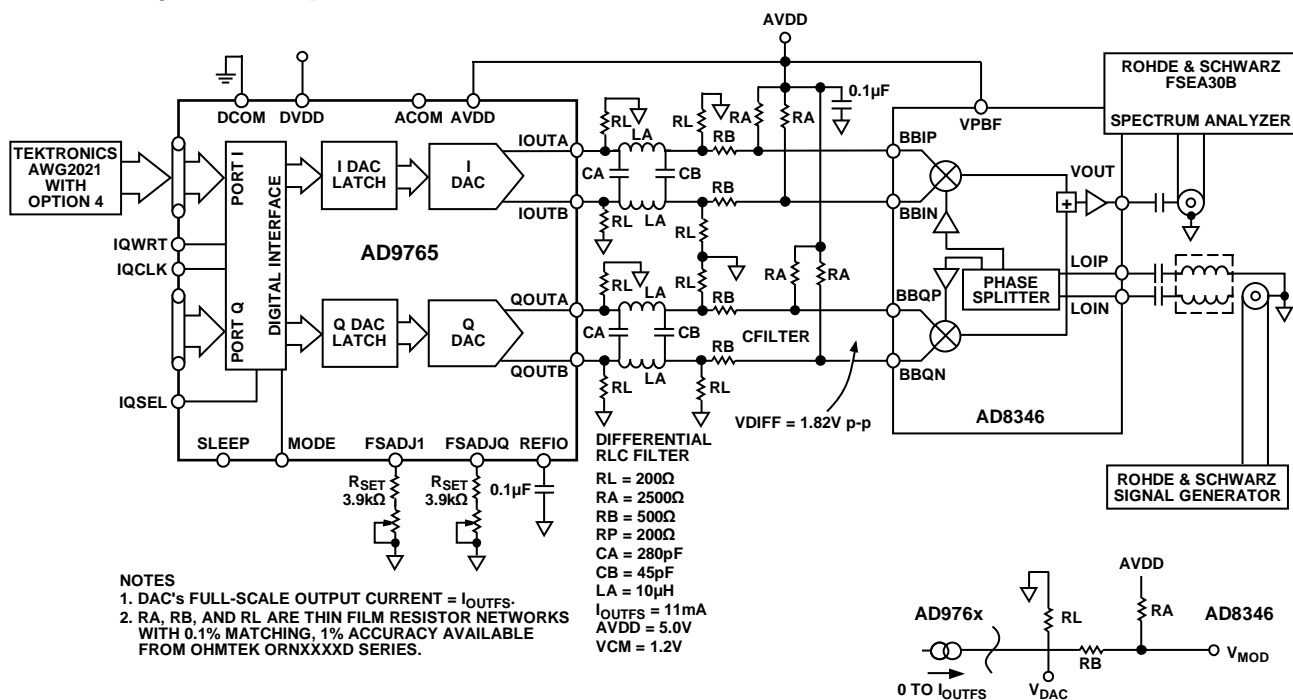 AVDD
ROHDE & SCHWARZ
FSEA30B
SPECTRUM ANALYZER
DCOM
DVDD
ACOM
AVDD
0.1µF
RL
LA
RL
RA
RA
RB
VPBF
TEKTRONICS
AWG2021
WITH
OPTION 4
PORT I
DIGITAL INTERFACE
I DAC
LATCH
I
DAC
IOUTA
CA
CB
BBIP
VOUT
+
IOUTB
LA
RB
BBIN
RL
RL
IQWRT
IQCLK
AD9765
RA
RA
LOIP
PHASE
SPLITTER
LOIN
RL
LA
RL
RB
QOUTA
BBQP
PORT Q
Q DAC
LATCH
Q
DAC
CA
CB
CFILTER
QOUTB
LA
RB
BBQN
RL
RL
IQSEL
VDIFF = 1.82V p-p
AD8346
SLEEP
MODE
FSADJ1
FSADJQ
REFIO
RSET
3.9kΩ
RSET
3.9kΩ
0.1µF
DIFFERENTIAL
RLC FILTER
RL = 200Ω
RA = 2500Ω
RB = 500Ω
RP = 200Ω
CA = 280pF
CB = 45pF
LA = 10µH
IOUTFS = 11mA
AVDD = 5.0V
VCM = 1.2V
ROHDE & SCHWARZ
SIGNAL GENERATOR
NOTES
1. DAC's FULL-SCALE OUTPUT CURRENT = IOUTFS.
2. RA, RB, AND RL ARE THIN FILM RESISTOR NETWORKS
WITH 0.1% MATCHING, 1% ACCURACY AVAILABLE
FROM OHMTEK ORNXXXXD SERIES.
AVDD
AD976x
RL
RA
AD8346
RB
VMOD
0 TO IOUTFS
VDAC